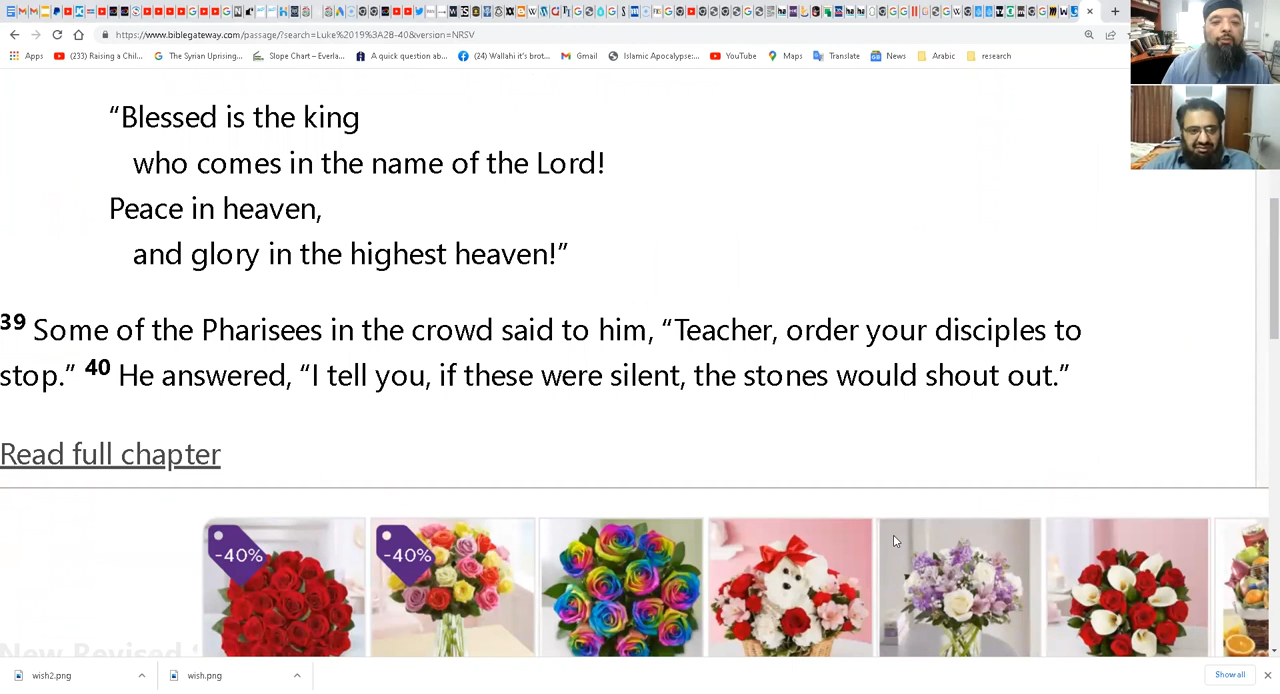 https://www.biblegateway.com/passage/?search=Luke%2019%3A28-40&version=NRSV
Apps
(233) Raising a Chil...
The Syrian Uprising...
Slope Chart – Everla...
A quick question ab...
(24) Wallahi it's brot...
Gmail
Islamic Apocalypse:...
YouTube
Maps
Translate
News
Arabic
research
“Blessed is the king
who comes in the name of the Lord!
Peace in heaven,
and glory in the highest heaven!”
39 Some of the Pharisees in the crowd said to him, “Teacher, order your disciples to
stop.” 40 He answered, “I tell you, if these were silent, the stones would shout out.”
Read full chapter
-40%
-40%
New Revised
wish2.png
wish.png
Show all